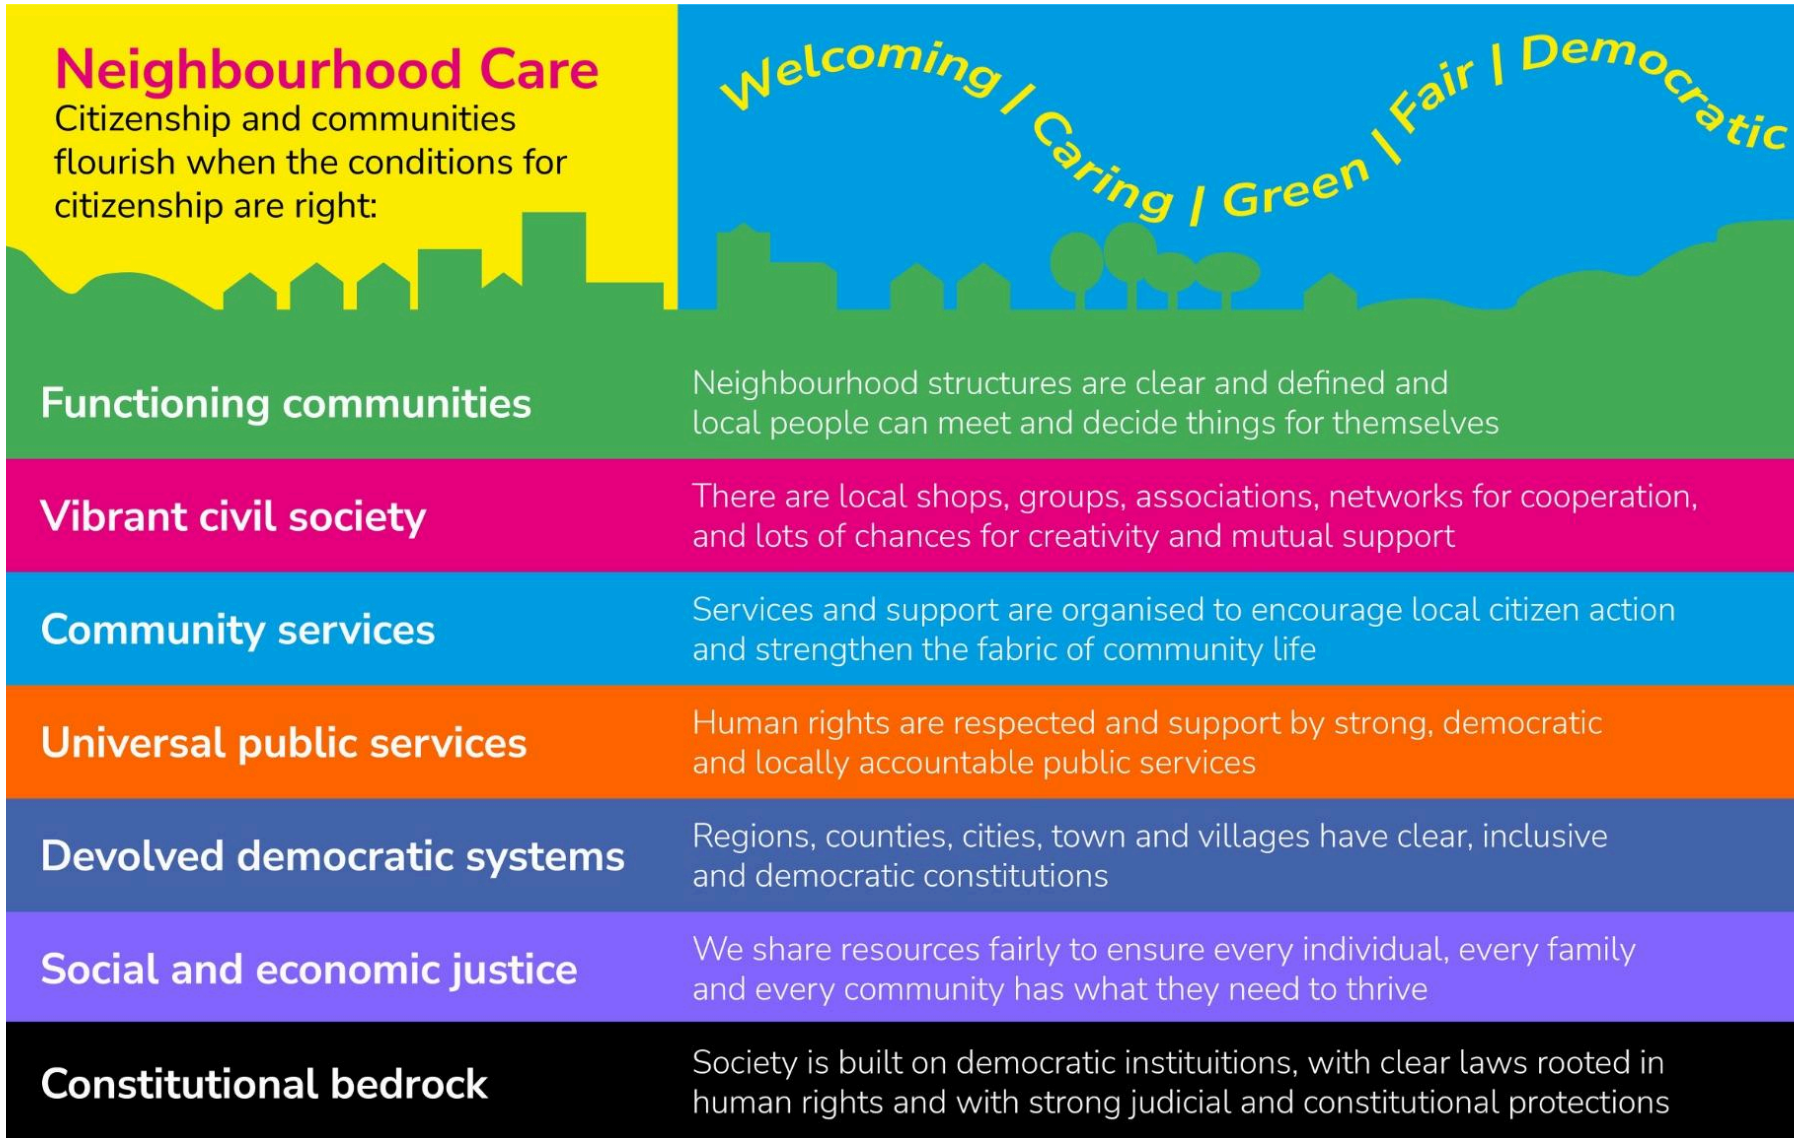 Neighbourhood Care
Citizenship and communities
flourish when the conditions for
citizenship are right:
Welcoming | Caring | Green | Fair | Democratic
Functioning communities
Neighbourhood structures are clear and defined and
local people can meet and decide things for themselves
Vibrant civil society
There are local shops, groups, associations, networks for cooperation,
and lots of chances for creativity and mutual support
Community services
Services and support are organised to encourage local citizen action
and strengthen the fabric of community life
Universal public services
Human rights are respected and support by strong, democratic
and locally accountable public services
Devolved democratic systems
Regions, counties, cities, town and villages have clear, inclusive
and democratic constitutions
Social and economic justice
We share resources fairly to ensure every individual, every family
and every community has what they need to thrive
Constitutional bedrock
Society is built on democratic instituitions, with clear laws rooted in
human rights and with strong judicial and constitutional protections